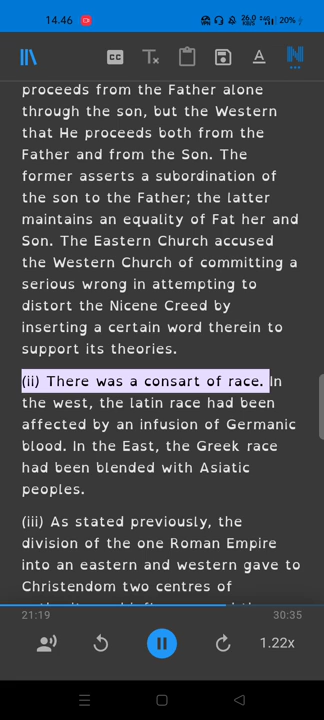 14.46
26.0 KB/S
20%
CC
A
N
proceeds from the Father alone
through the son, but the Western
that He proceeds both from the
Father and from the Son. The
former asserts a subordination of
the son to the Father; the latter
maintains an equality of Fat her and
Son. The Eastern Church accused
the Western Church of committing a
serious wrong in attempting to
distort the Nicene Creed by
inserting a certain word therein to
support its theories.
(ii) There was a consart of race. In
the west, the latin race had been
affected by an infusion of Germanic
blood. In the East, the Greek race
had been blended with Asiatic
peoples.
(iii) As stated previously, the
division of the one Roman Empire
into an eastern and western gave to
Christendom two centres of
21:19
30:35
1.22x